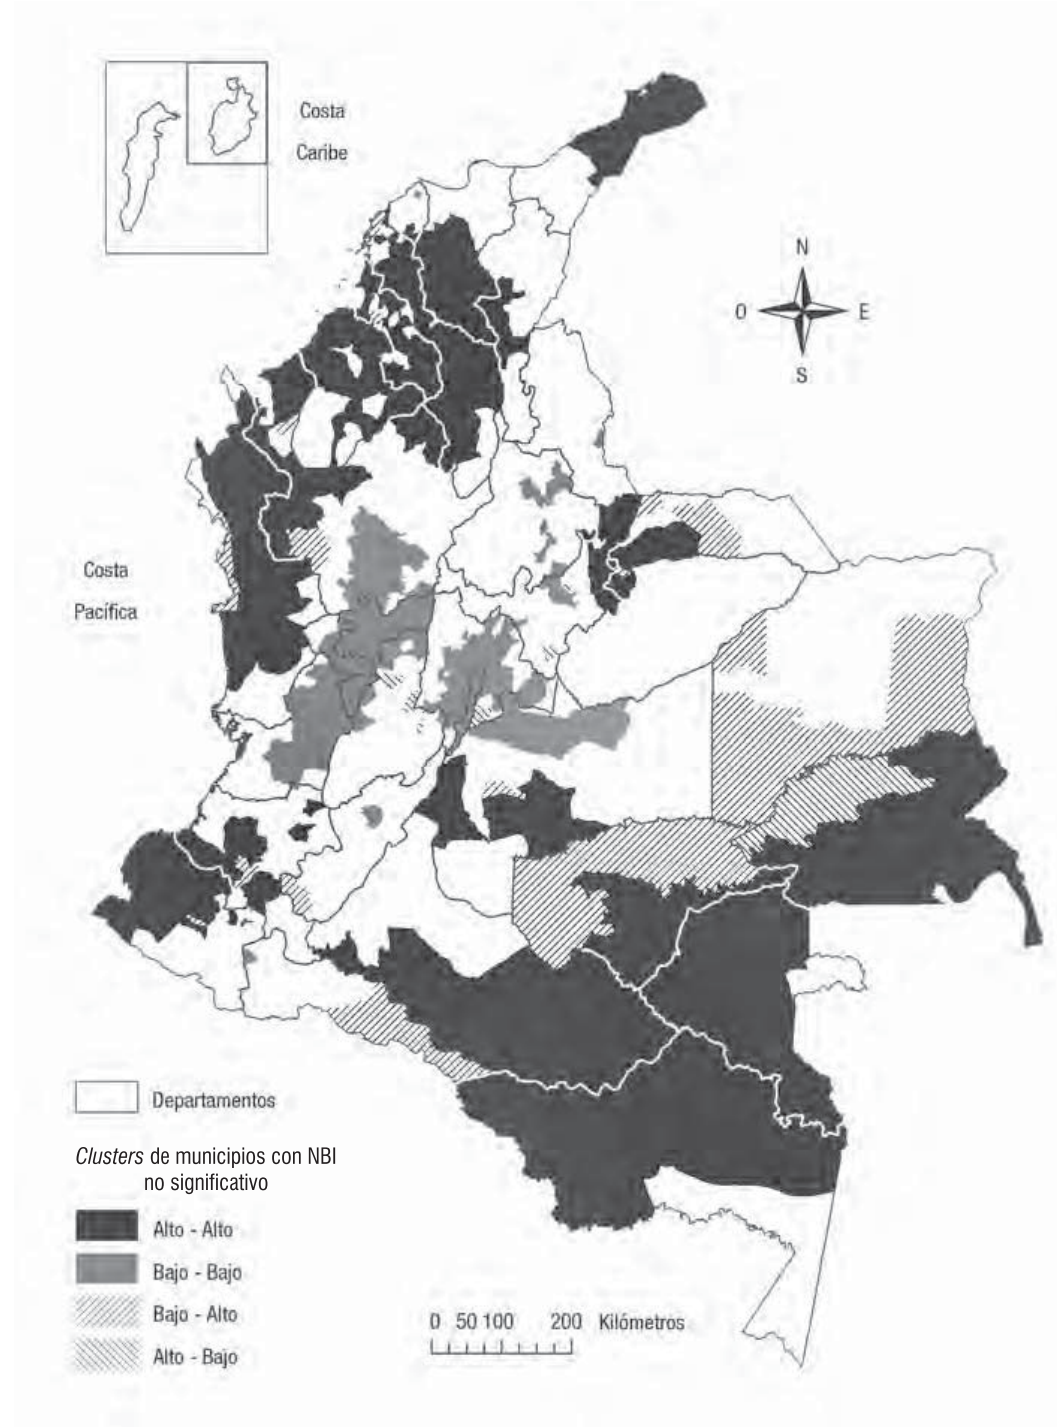 Costa
Caribe
N
O
E
S
Costa
Pacífica
Departamentos
Clusters de municipios con NBI
no significativo
Alto - Alto
Bajo - Bajo
Bajo - Alto
Alto - Bajo
0 50 100 200 Kilómetros